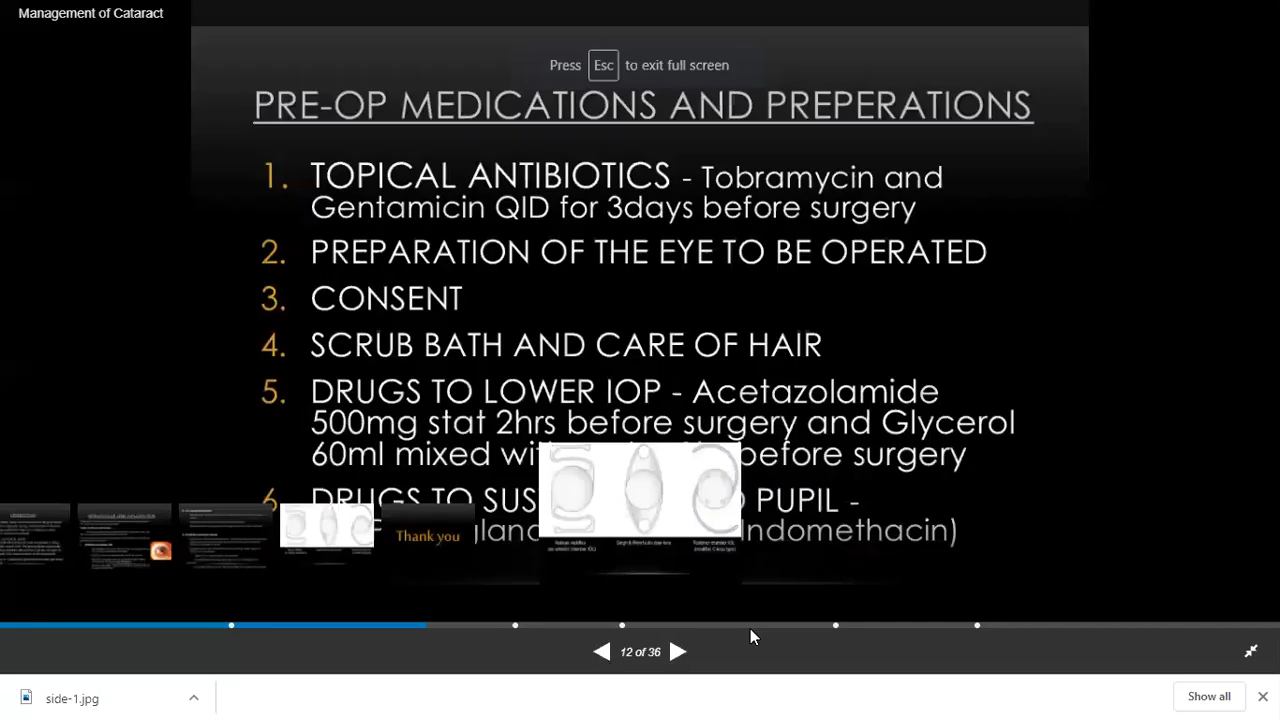 Management of Cataract
Press Esc to exit full screen
PRE-OP MEDICATIONS AND PREPERATIONS
1. TOPICAL ANTIBIOTICS - Tobramycin and
Gentamicin QID for 3days before surgery
2. PREPARATION OF THE EYE TO BE OPERATED
3. CONSENT
4. SCRUB BATH AND CARE OF HAIR
5. DRUGS TO LOWER IOP - Acetazolamide
500mg stat 2hrs before surgery and Glycerol
60ml mixed before surgery
6. DRUGS TO PUPIL -
Indomethacin)
Thank you
12 of 36
side-1.jpg
Show all